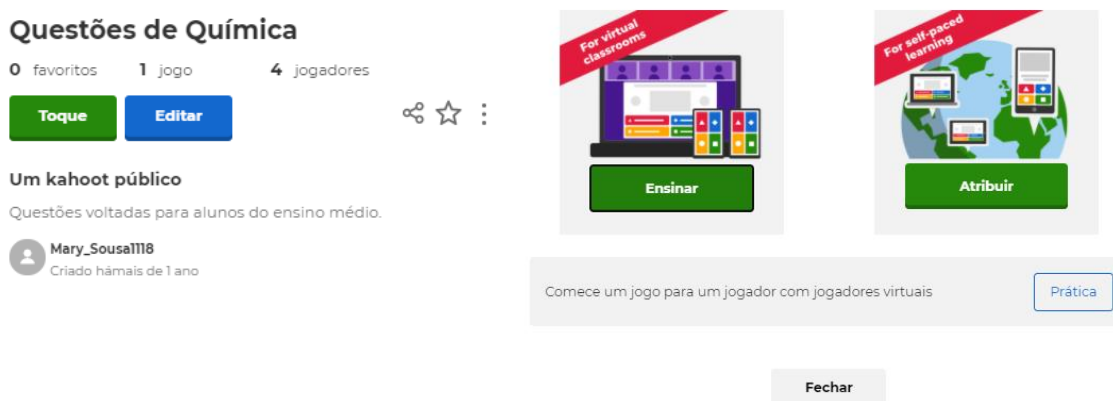 Questões de Química
0 favoritos 1 jogo 4 jogadores
Toque Editar
Um kahoot público
Questões voltadas para alunos do ensino médio.
Mary_Sousa1118
Criado hámais de 1 ano
For virtual
classrooms
Ensinar
For self-paced
learning
Atribuir
Comece um jogo para um jogador com jogadores virtuais
Prática
Fechar